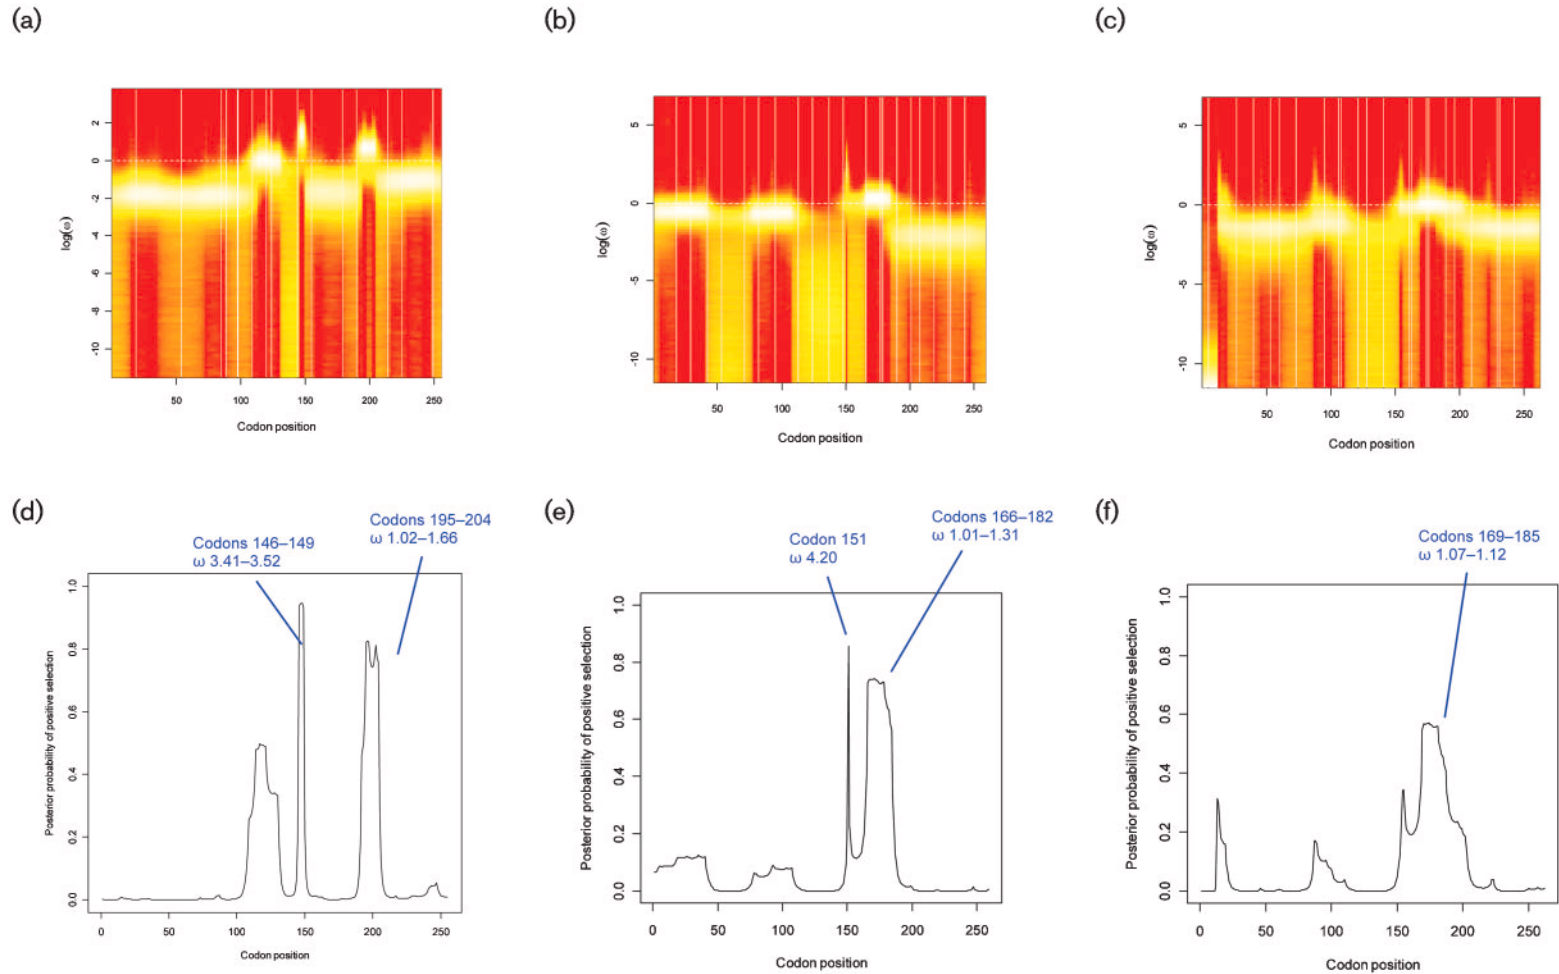 (a)
(b)
(c)
log(ω)
2
0
-2
-4
-6
-8
-10
50
100
150
200
250
Codon position
log(ω)
5
0
-5
-10
50
100
150
200
250
Codon position
log(ω)
5
0
-5
-10
50
100
150
200
250
Codon position
(d)
Codons 146–149
ω 3.41–3.52
Codons 195–204
ω 1.02–1.66
Posterior probability of positive selection
1.0
0.8
0.6
0.4
0.2
0.0
0
50
100
150
200
250
Codon position
(e)
Codon 151
ω 4.20
Codons 166–182
ω 1.01–1.31
Posterior probability of positive selection
1.0
0.8
0.6
0.4
0.2
0.0
0
50
100
150
200
250
Codon position
(f)
Codons 169–185
ω 1.07–1.12
Posterior probability of positive selection
1.0
0.8
0.6
0.4
0.2
0.0
0
50
100
150
200
250
Codon position